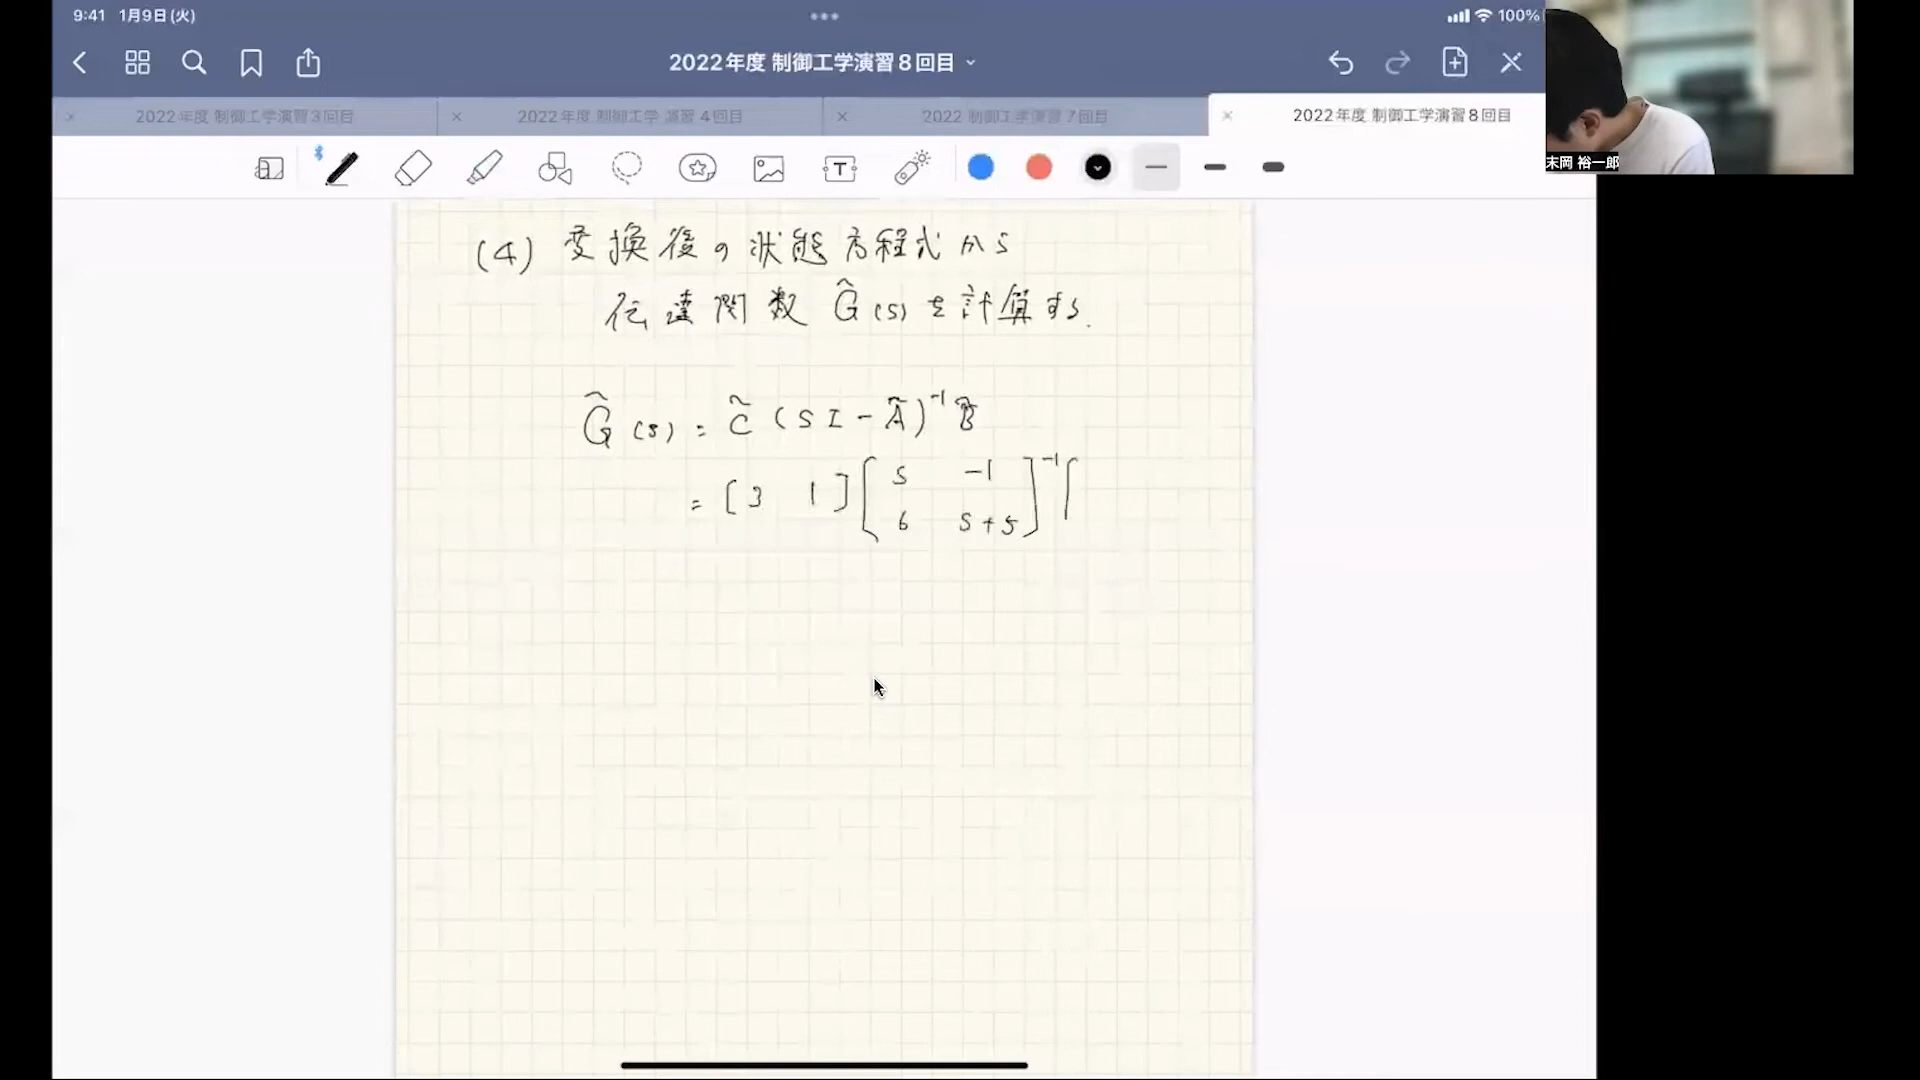 9:41 1月9日(火)
100%
2022年度 制御工学演習8回目
2022年度 制御工学演習3回目
2022年度 制御工学 演習 4回目
2022 制御工学演習7回目
2022年度 制御工学演習8回目
末岡 裕一郎
(4) 変換後の状態方程式から
伝達関数 Ĝ(s)を計算する.
Ĝ(s) = C̃ (sI - Ã)⁻¹ B̃
= [3 1] [s -1
6 s+5]⁻¹ [